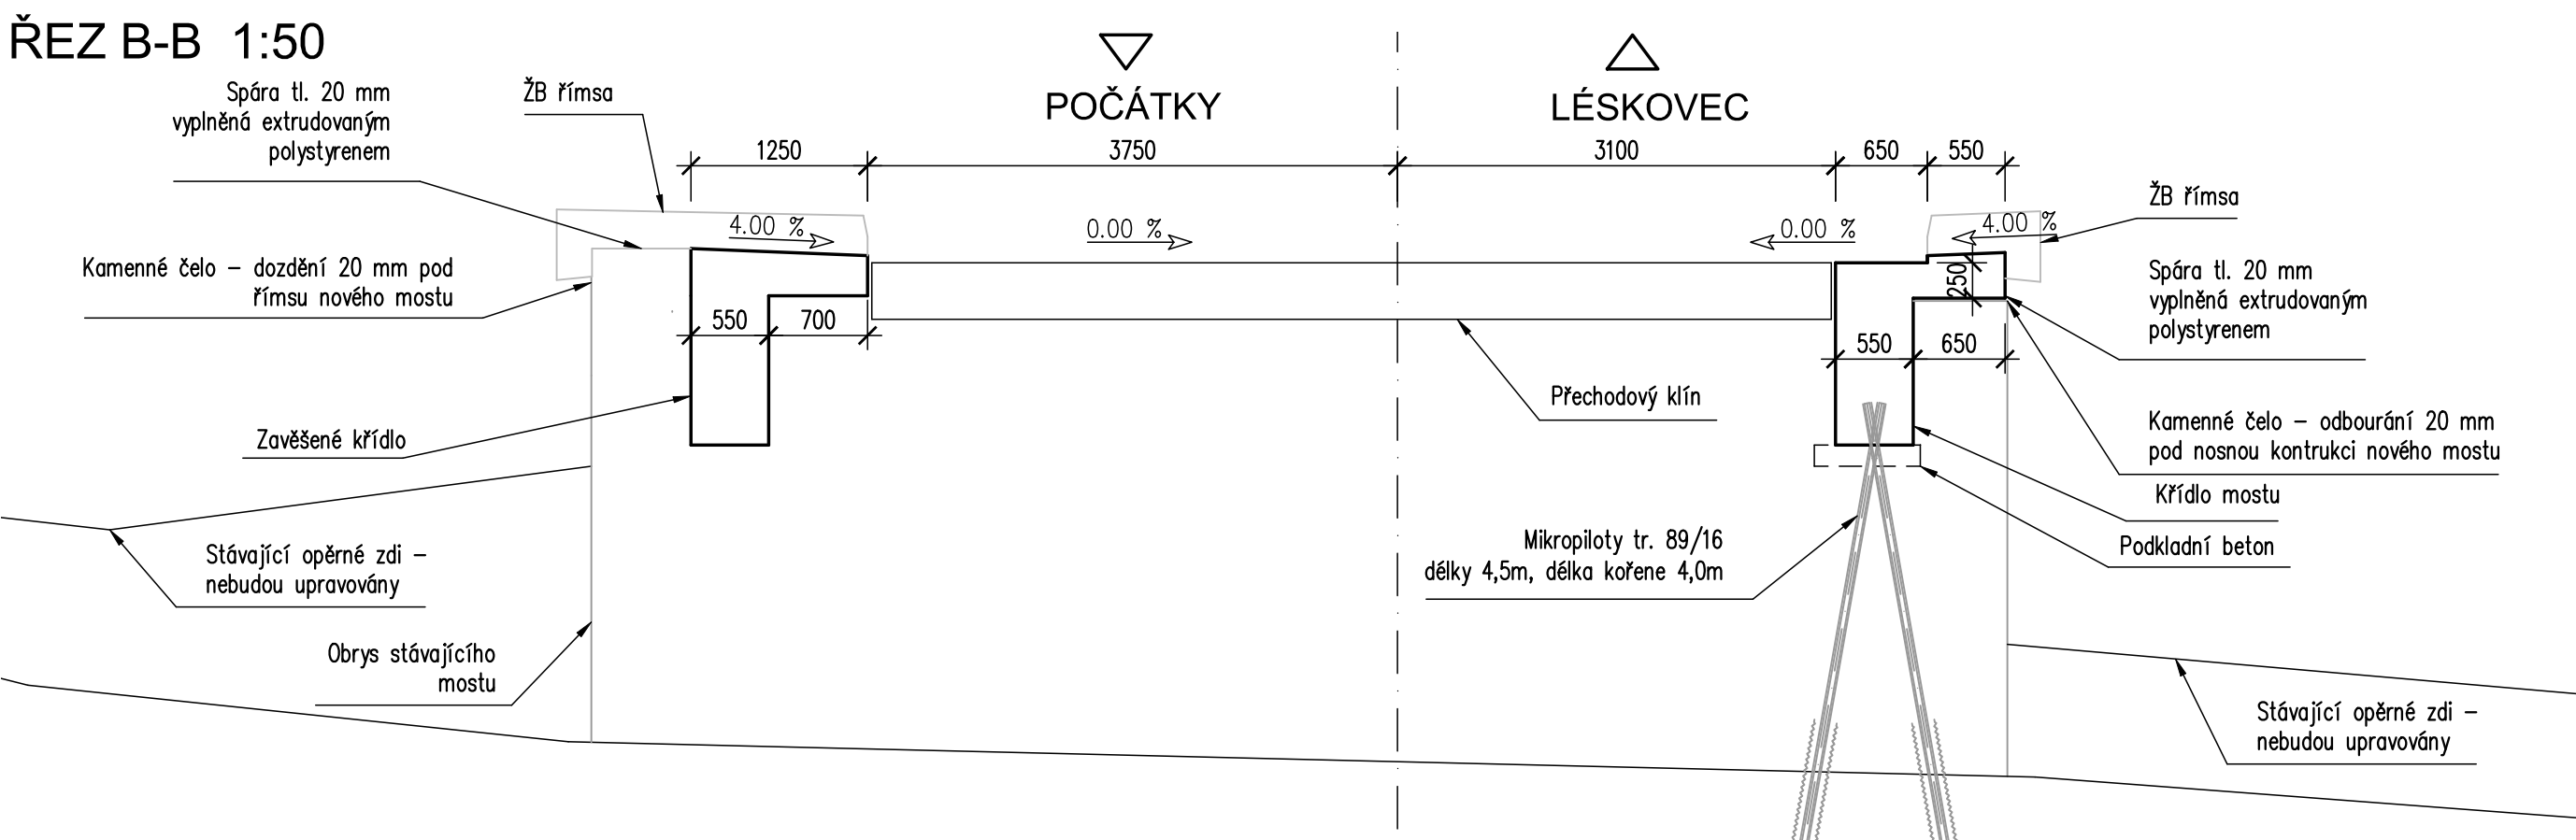 ŘEZ B-B 1:50
Spára tl. 20 mm
vyplněná extrudovaným
polystyrenem
ŽB římsa
POČÁTKY
LÉSKOVEC
1250
3750
3100
650
550
ŽB římsa
4.00 %
0.00 %
0.00 %
4.00 %
Kamenné čelo – dozdění 20 mm pod
římsu nového mostu
250
Spára tl. 20 mm
vyplněná extrudovaným
polystyrenem
550
700
550
650
Přechodový klín
Zavěšené křídlo
Kamenné čelo – odbourání 20 mm
pod nosnou kontrukci nového mostu
Křídlo mostu
Mikropiloty tr. 89/16
délky 4,5m, délka kořene 4,0m
Podkladní beton
Stávající opěrné zdi –
nebudou upravovány
Obrys stávajícího
mostu
Stávající opěrné zdi –
nebudou upravovány